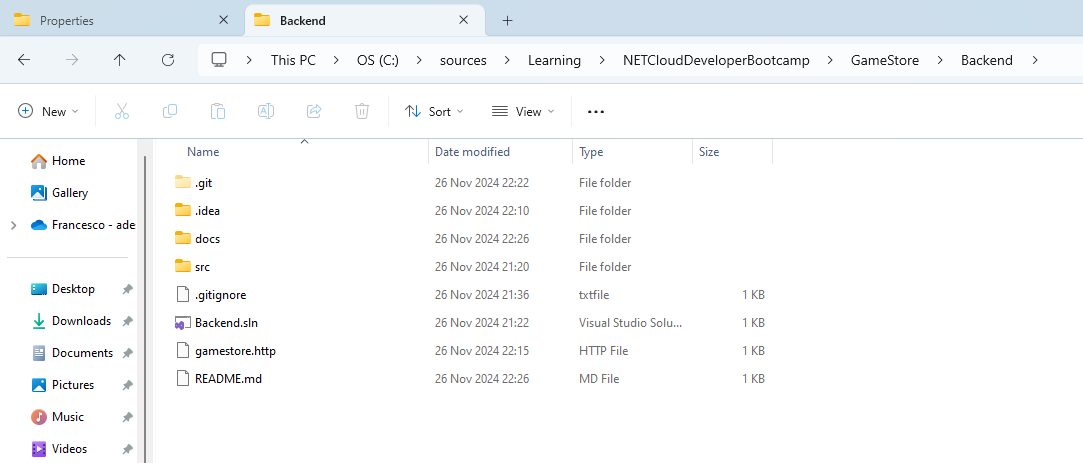 Properties
Backend
This PC > OS (C:) > sources > Learning > NETCloudDeveloperBootcamp > GameStore > Backend >
New Sort View
Home
Gallery
Francesco - ade
Desktop
Downloads
Documents
Pictures
Music
Videos
Name Date modified Type Size
.git 26 Nov 2024 22:22 File folder
.idea 26 Nov 2024 22:10 File folder
docs 26 Nov 2024 22:26 File folder
src 26 Nov 2024 21:20 File folder
.gitignore 26 Nov 2024 21:36 txtfile 1 KB
Backend.sln 26 Nov 2024 21:22 Visual Studio Solu... 1 KB
gamestore.http 26 Nov 2024 22:15 HTTP File 1 KB
README.md 26 Nov 2024 22:26 MD File 1 KB